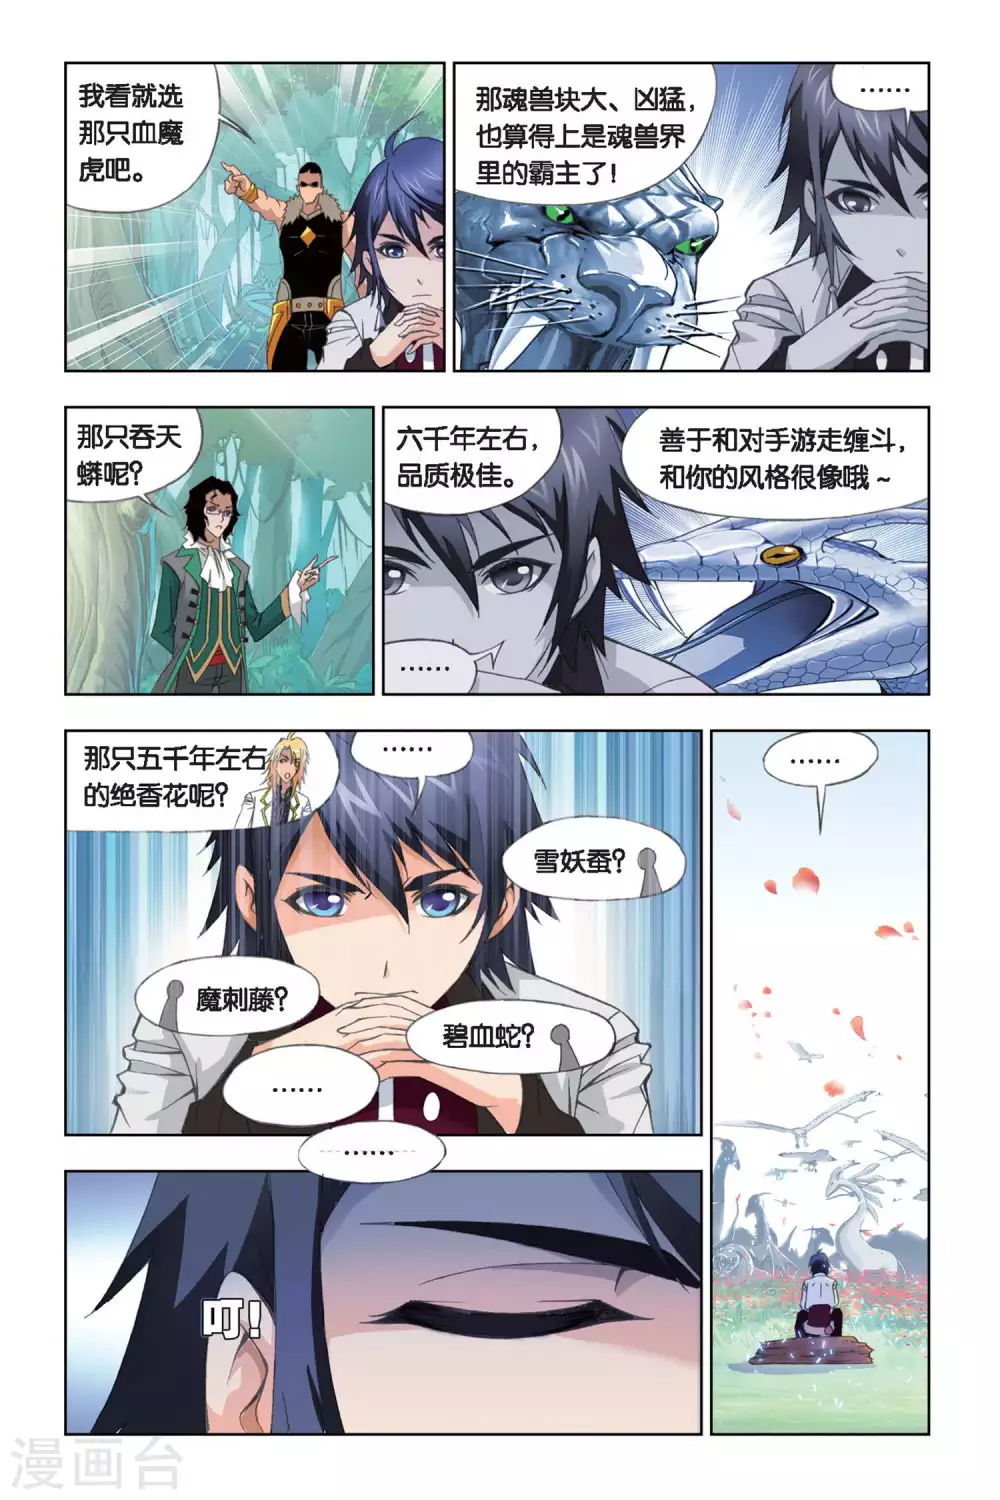 我看就选
那只血魔
虎吧。
那魂兽块大、凶猛，
也算得上是魂兽界
里的霸主了！
……
那只吞天
蟒呢？
六千年左右，
品质极佳。
善于和对手游走缠斗，
和你的风格很像哦～
……
那只五千年左右
的绝香花呢？
……
雪妖蚕？
魔刺藤？
碧血蛇？
……
……
叮！
……
漫画台